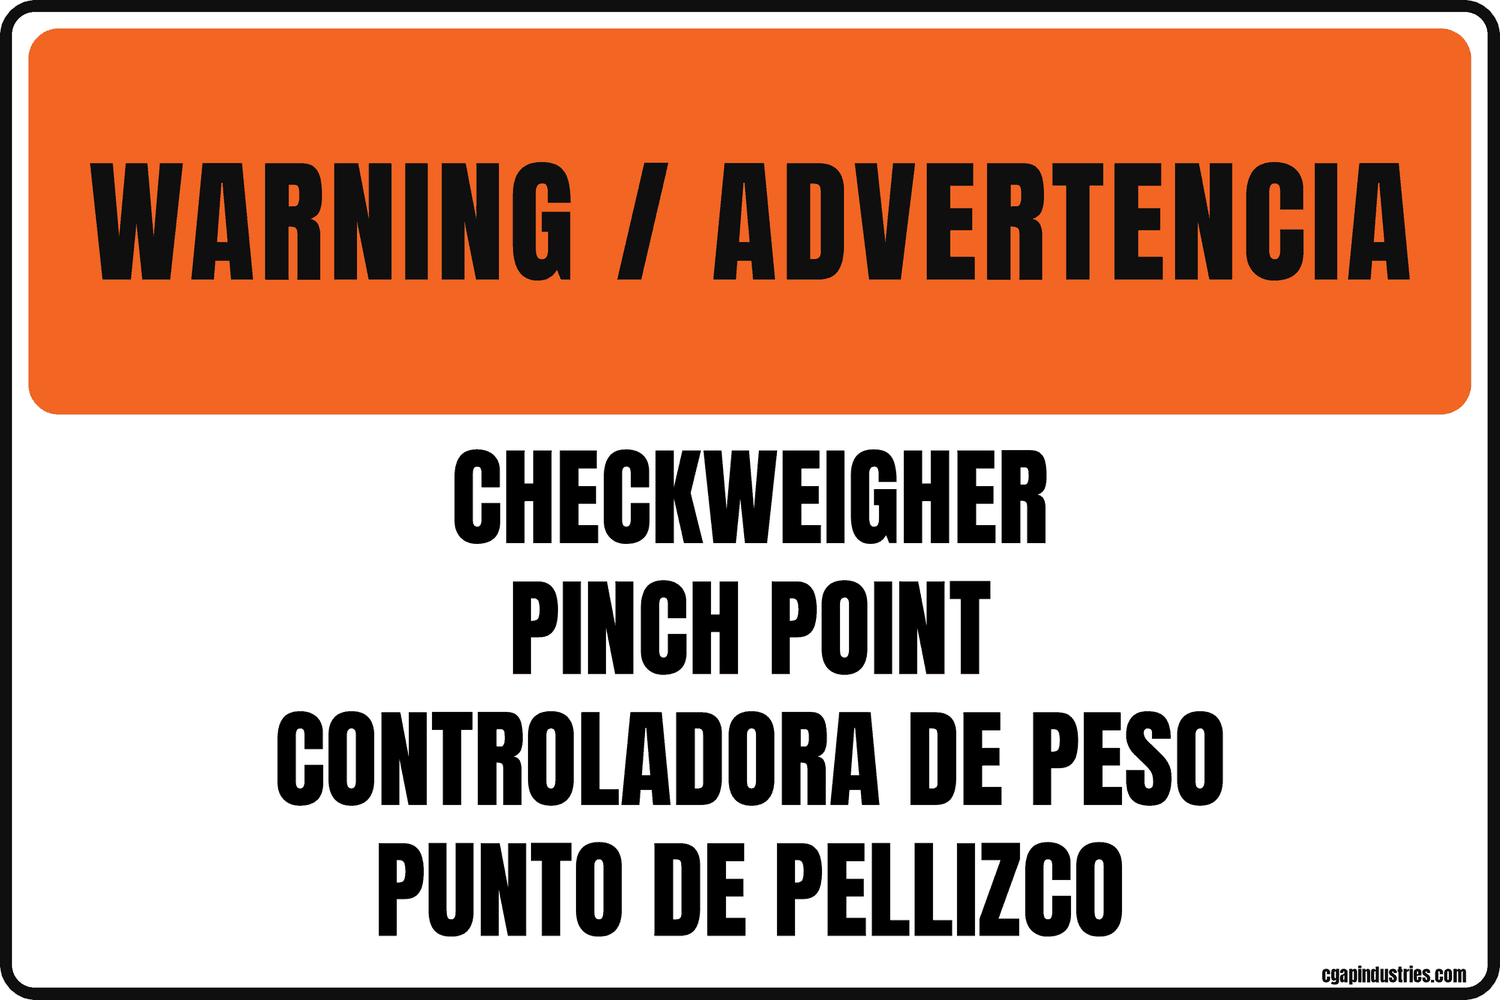 WARNING / ADVERTENCIA
CHECKWEIGHER
PINCH POINT
CONTROLADORA DE PESO
PUNTO DE PELLIZCO
cgapindustries.com